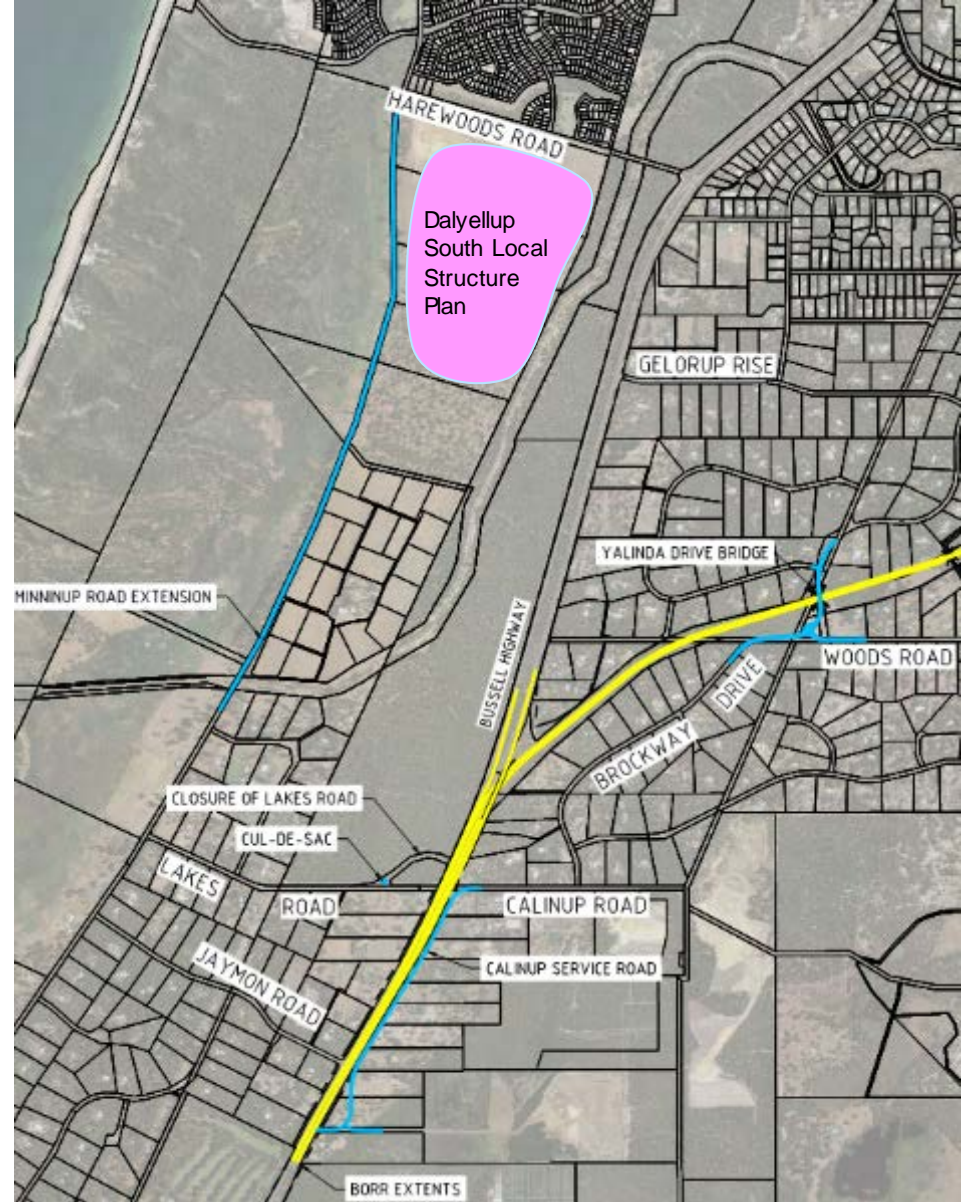 HAREWOODS ROAD
Dalyellup
South Local
Structure
Plan
GELORUP RISE
YALINDA DRIVE BRIDGE
MINNINUP ROAD EXTENSION
BUSSELL HIGHWAY
WOODS ROAD
BROCKWAY DRIVE
CLOSURE OF LAKES ROAD
CUL-DE-SAC
LAKES ROAD
CALINUP ROAD
JAYMON ROAD
CALINUP SERVICE ROAD
BORR EXTENTS